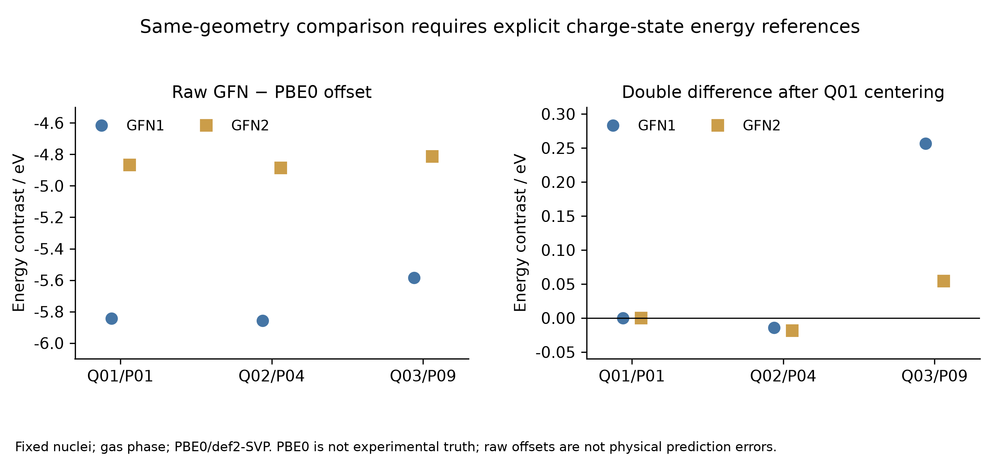 Same-geometry comparison requires explicit charge-state energy references
Raw GFN − PBE0 offset
GFN1 GFN2
Energy contrast / eV
-4.6
-4.8
-5.0
-5.2
-5.4
-5.6
-5.8
-6.0
Q01/P01 Q02/P04 Q03/P09
Double difference after Q01 centering
GFN1 GFN2
Energy contrast / eV
0.30
0.25
0.20
0.15
0.10
0.05
0.00
-0.05
Q01/P01 Q02/P04 Q03/P09
Fixed nuclei; gas phase; PBE0/def2-SVP. PBE0 is not experimental truth; raw offsets are not physical prediction errors.